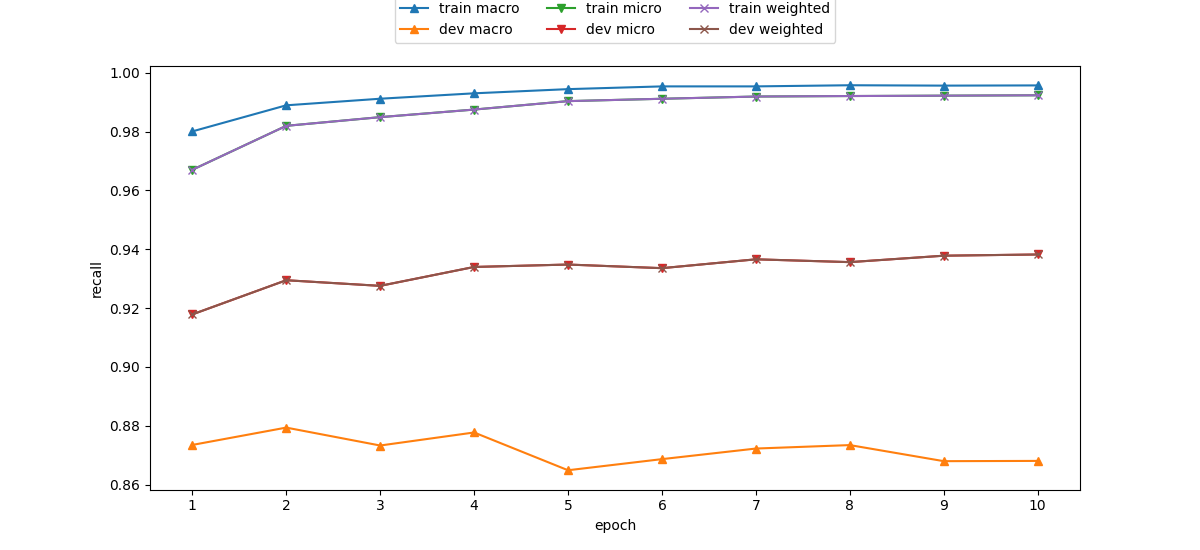 train macro train micro train weighted
dev macro dev micro dev weighted
1.00
0.98
0.96
0.94
0.92
0.90
0.88
0.86
recall
1 2 3 4 5 6 7 8 9 10
epoch